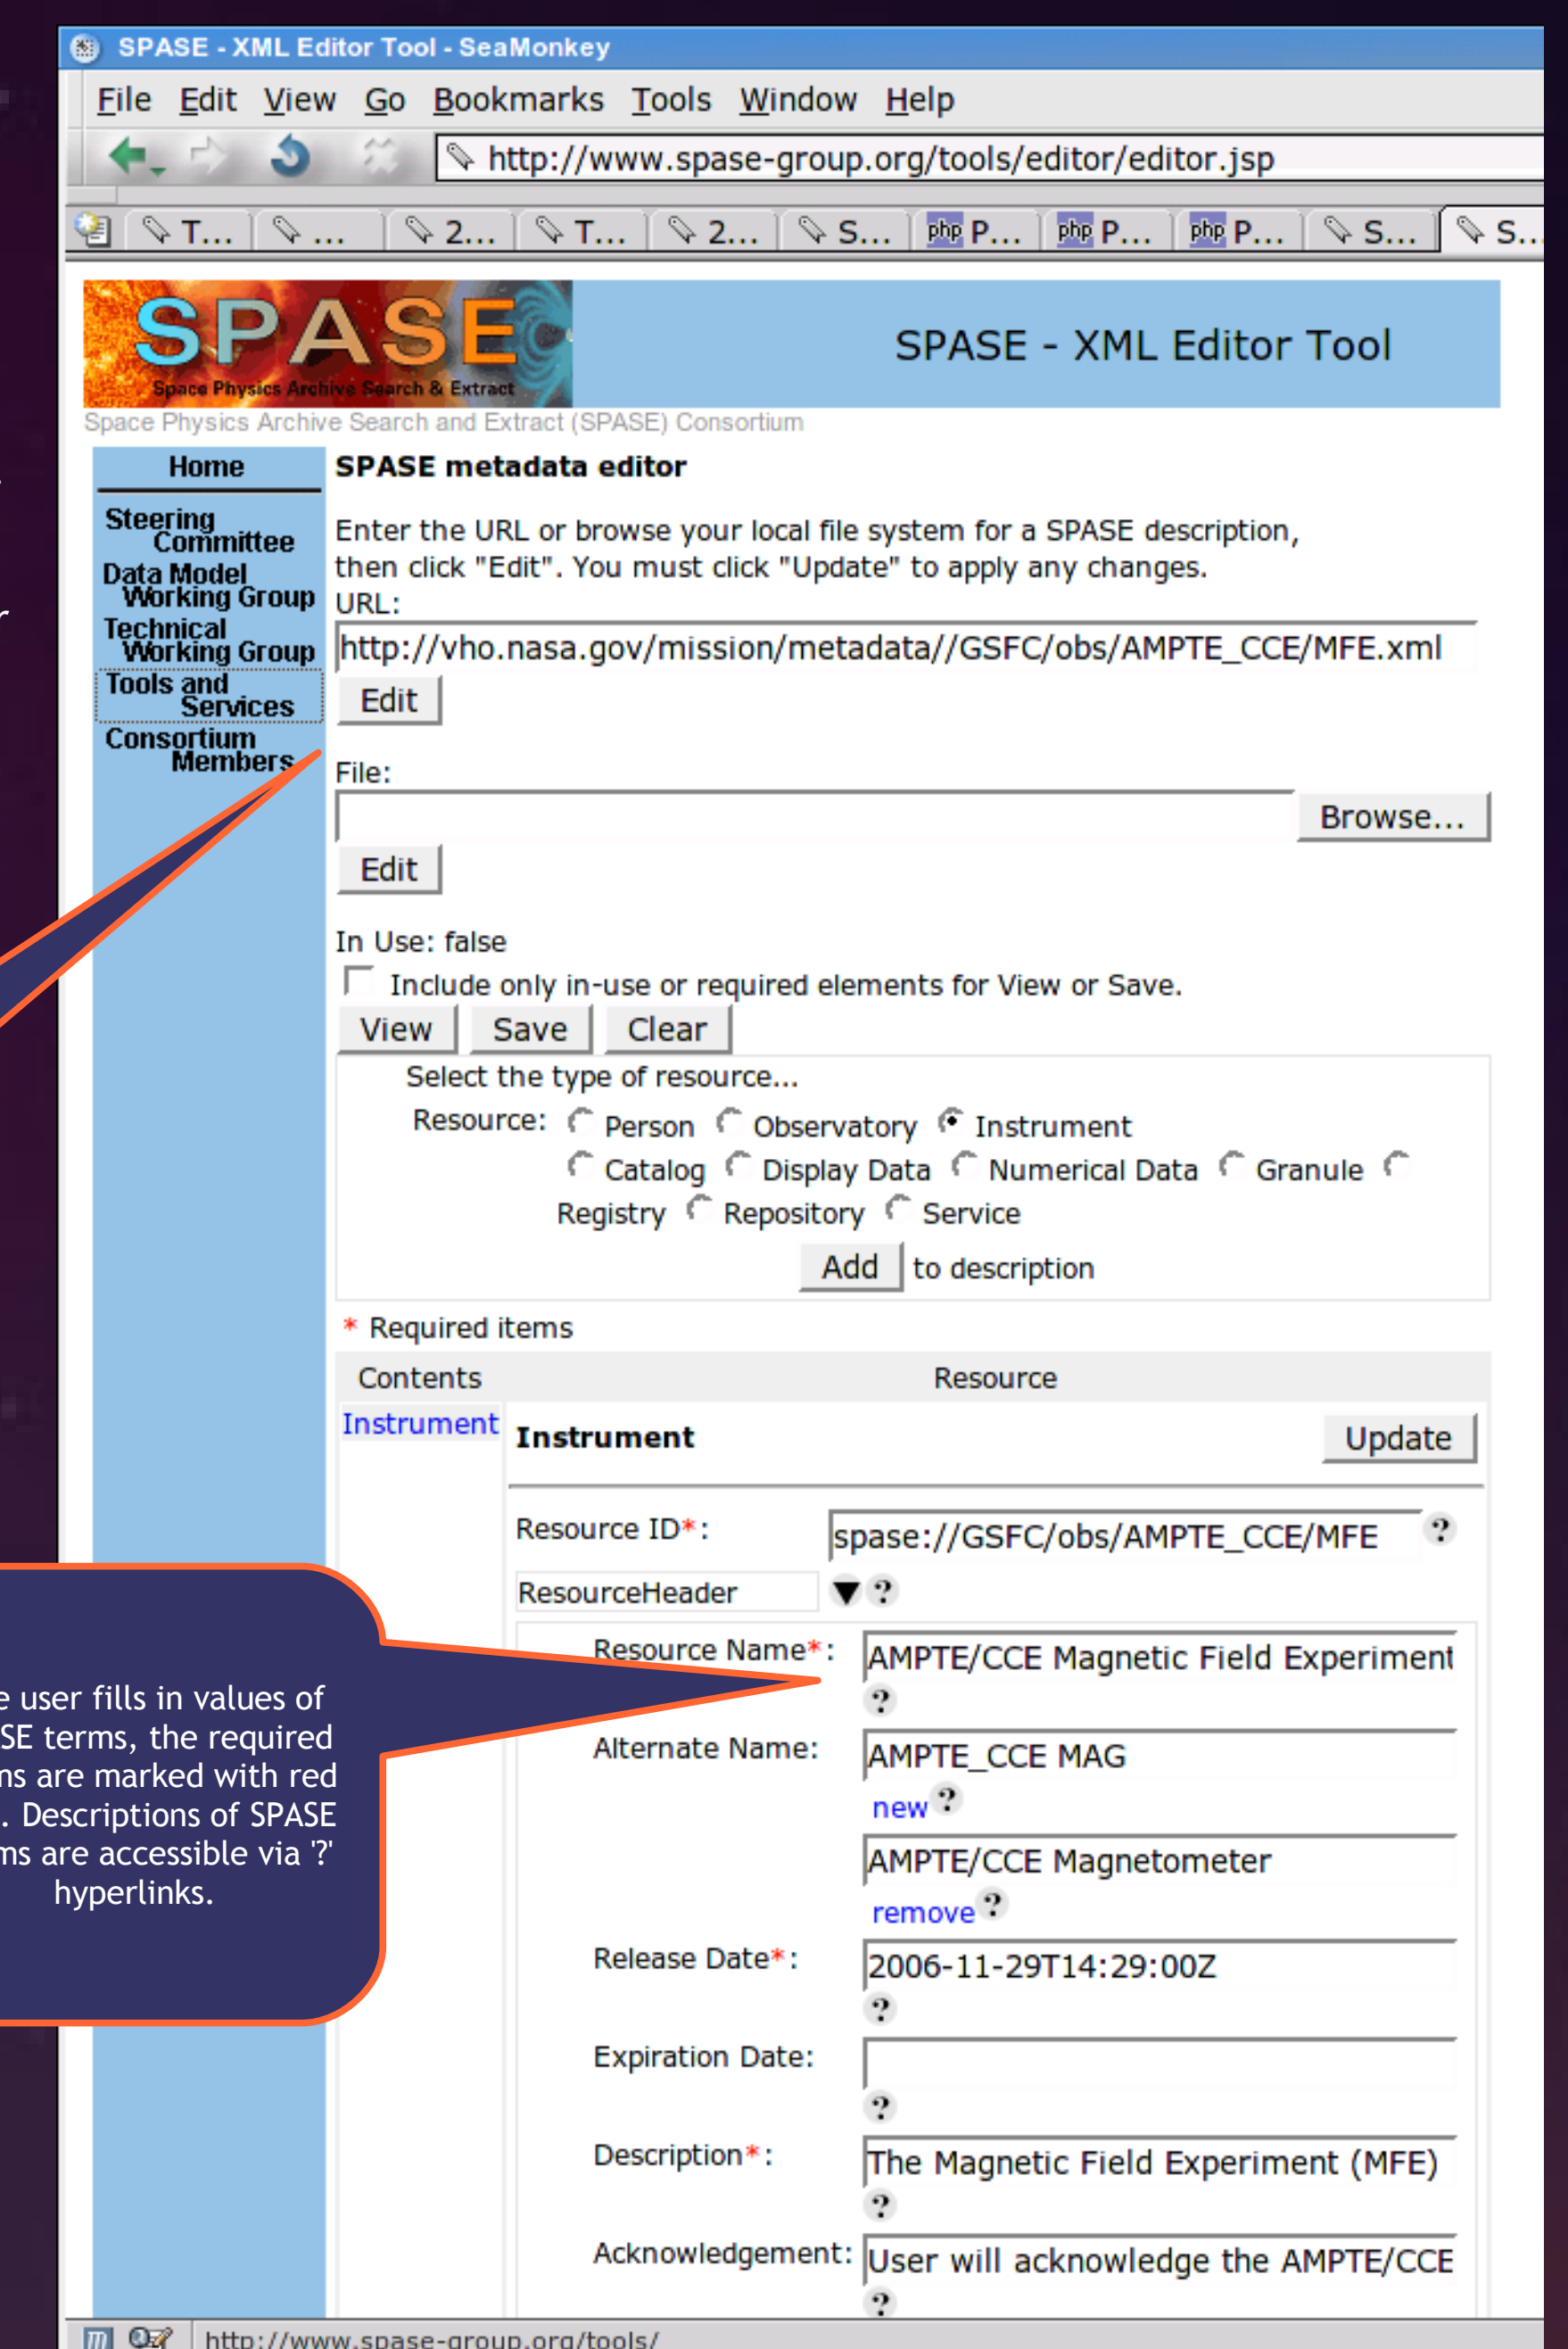 SPASE - XML Editor Tool - SeaMonkey
File Edit View Go Bookmarks Tools Window Help
http://www.spase-group.org/tools/editor/editor.jsp
T... ... 2... T... 2... S... php P... php P... php P... S... S...
SPASE
Space Physics Archive Search & Extract
SPASE - XML Editor Tool
Space Physics Archive Search and Extract (SPASE) Consortium
Home
Steering
Committee
Data Model
Working Group
Technical
Working Group
Tools and
Services
Consortium
Members
SPASE metadata editor
Enter the URL or browse your local file system for a SPASE description,
then click "Edit". You must click "Update" to apply any changes.
URL:
http://vho.nasa.gov/mission/metadata//GSFC/obs/AMPTE_CCE/MFE.xml
Edit
File:
Browse...
Edit
In Use: false
Include only in-use or required elements for View or Save.
View Save Clear
Select the type of resource...
Resource: Person Observatory Instrument
Catalog Display Data Numerical Data Granule
Registry Repository Service
Add to description
* Required items
Contents Resource
Instrument Instrument Update
Resource ID*: spase://GSFC/obs/AMPTE_CCE/MFE ?
ResourceHeader ?
Resource Name*: AMPTE/CCE Magnetic Field Experiment
?
Alternate Name: AMPTE_CCE MAG
new ?
AMPTE/CCE Magnetometer
remove ?
Release Date*: 2006-11-29T14:29:00Z
?
Expiration Date:
?
Description*: The Magnetic Field Experiment (MFE)
?
Acknowledgement: User will acknowledge the AMPTE/CCE
?
user fills in values of
terms, the required
are marked with red
. Descriptions of SPASE
are accessible via '?'
hyperlinks.
http://www.spase-group.org/tools/